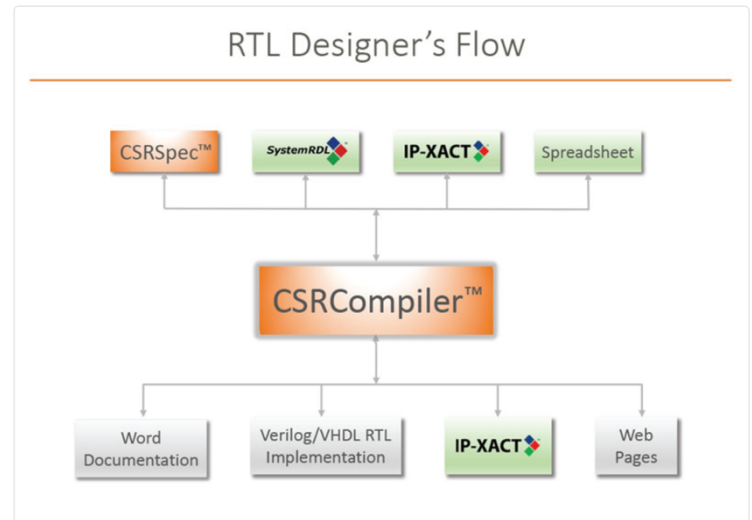 RTL Designer’s Flow
CSRSpec™
SystemRDL
IP-XACT
Spreadsheet
CSRCompiler™
Word
Documentation
Verilog/VHDL RTL
Implementation
IP-XACT
Web
Pages